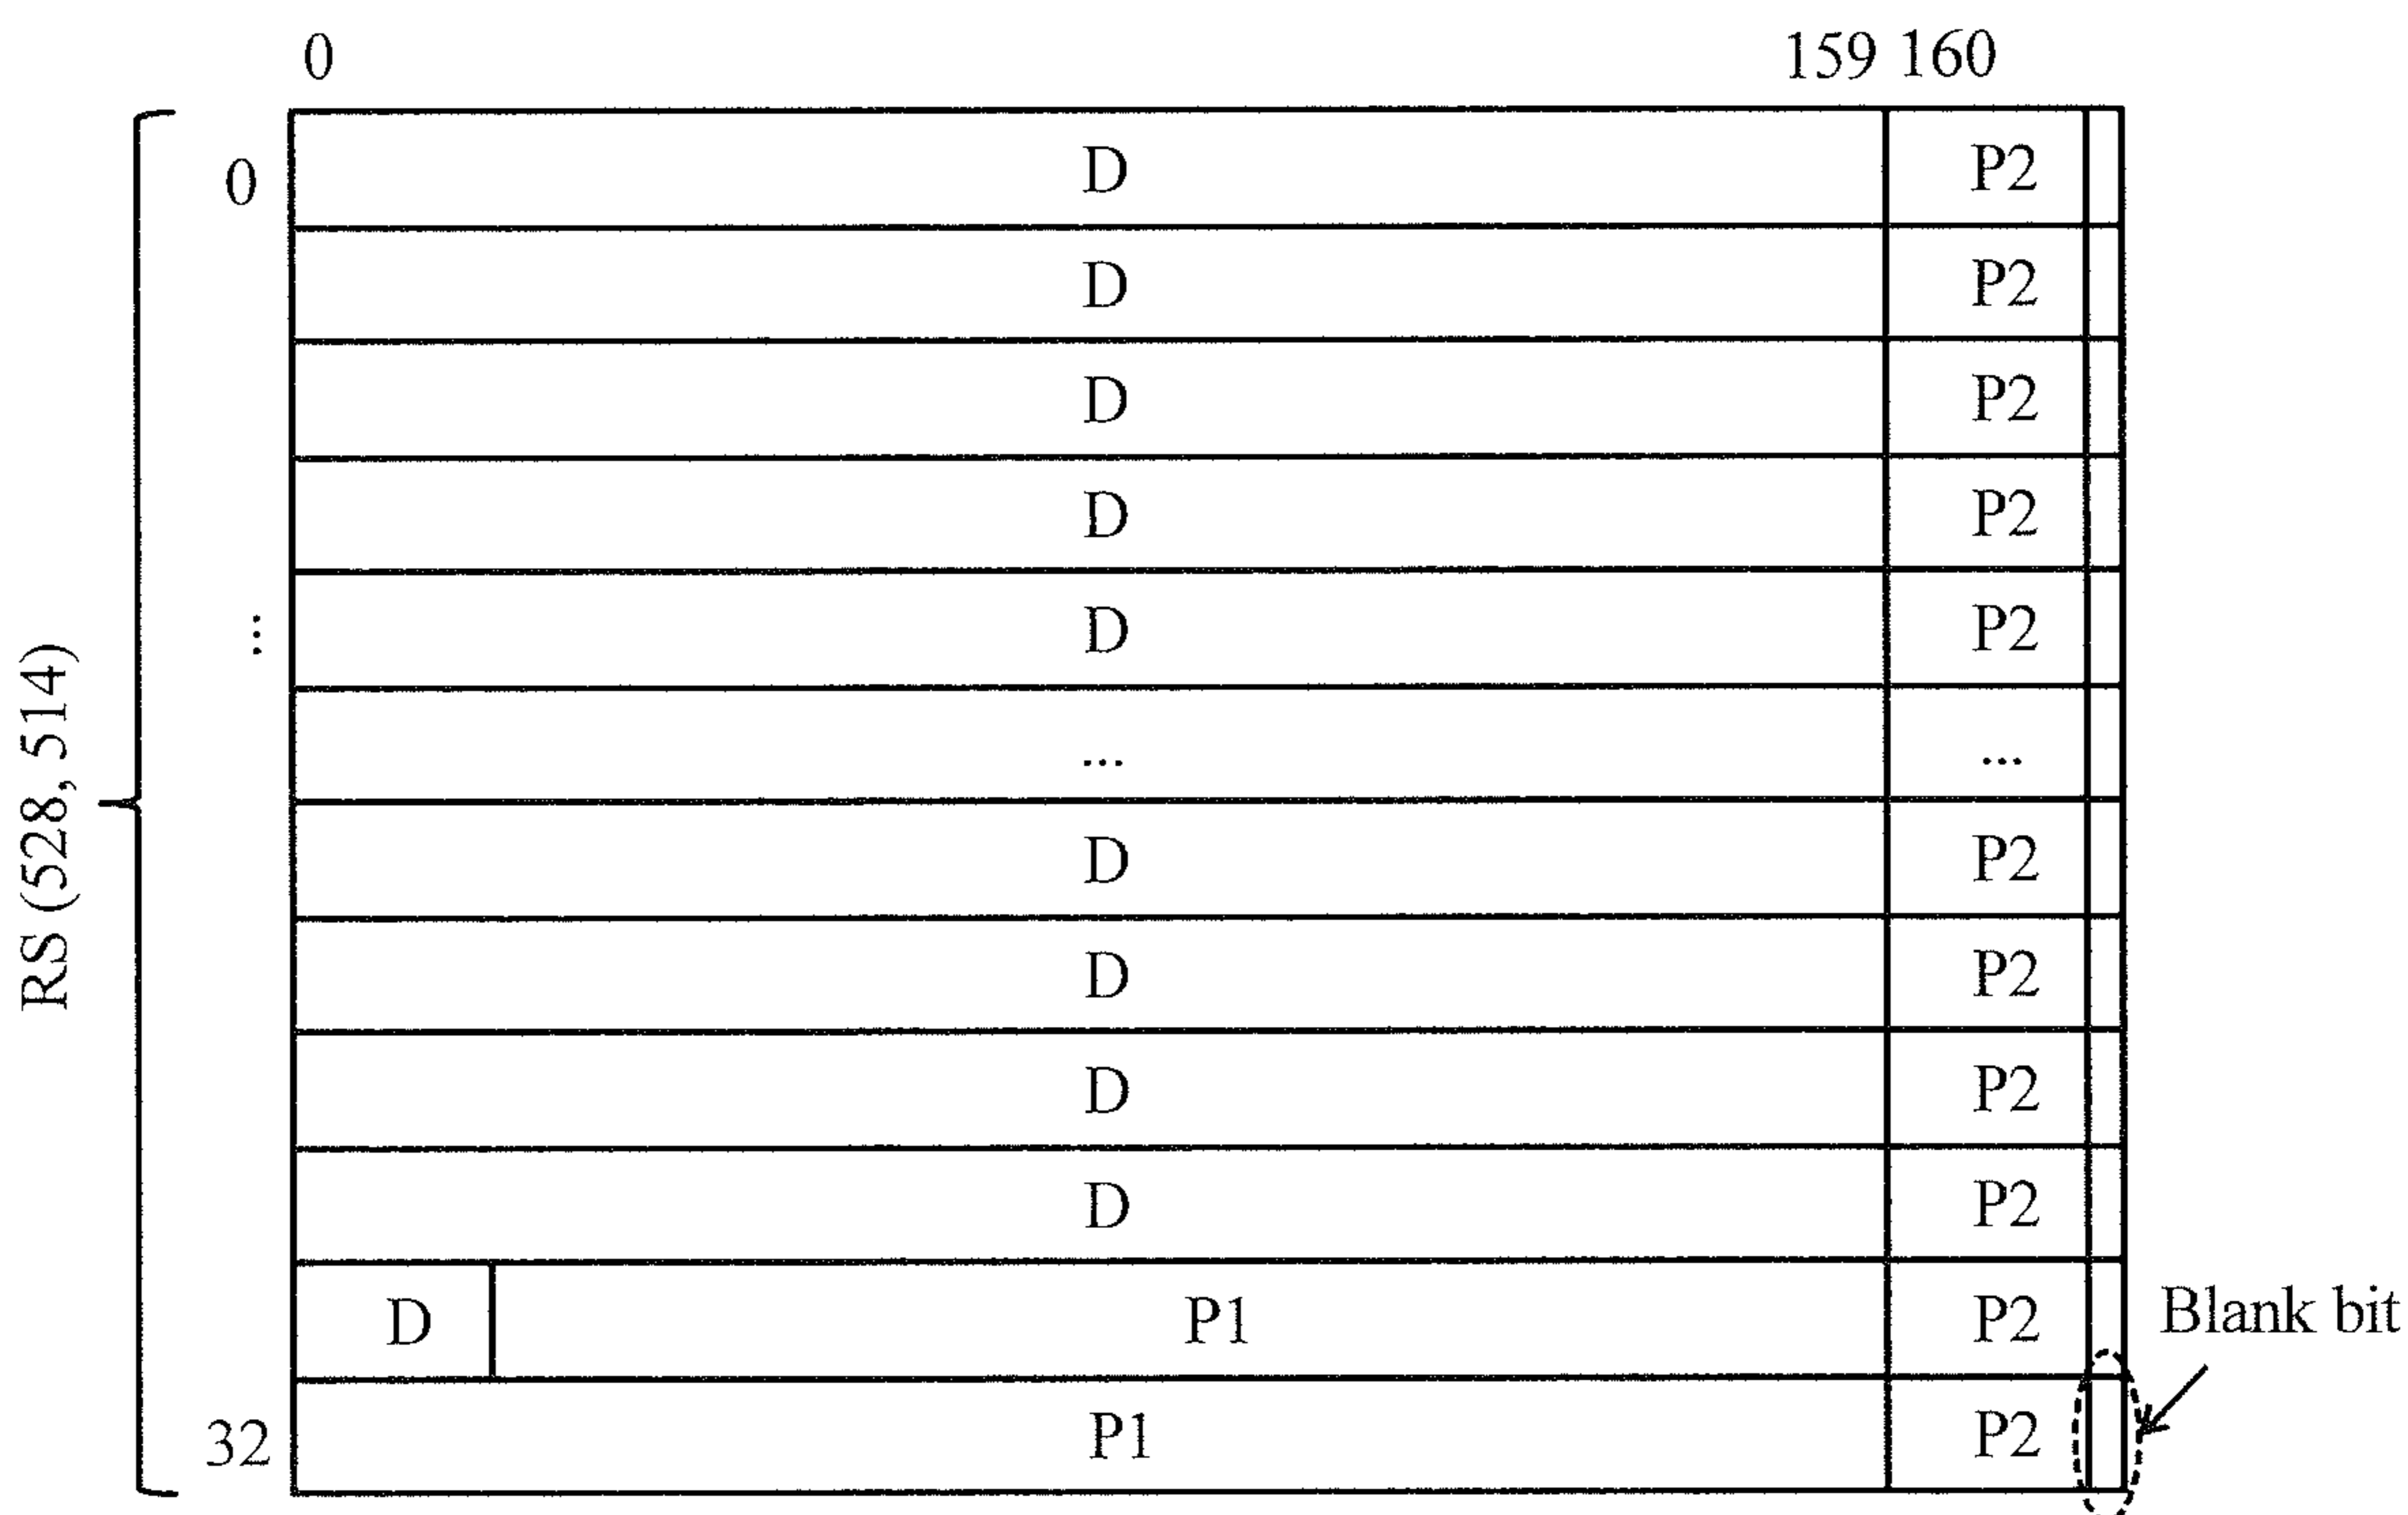 0 159 160
0 D P2
D P2
D P2
D P2
... D P2
... ...
D P2
D P2
D P2
D P2
D P1 P2
32 P1 P2
RS (528, 514)
Blank bit